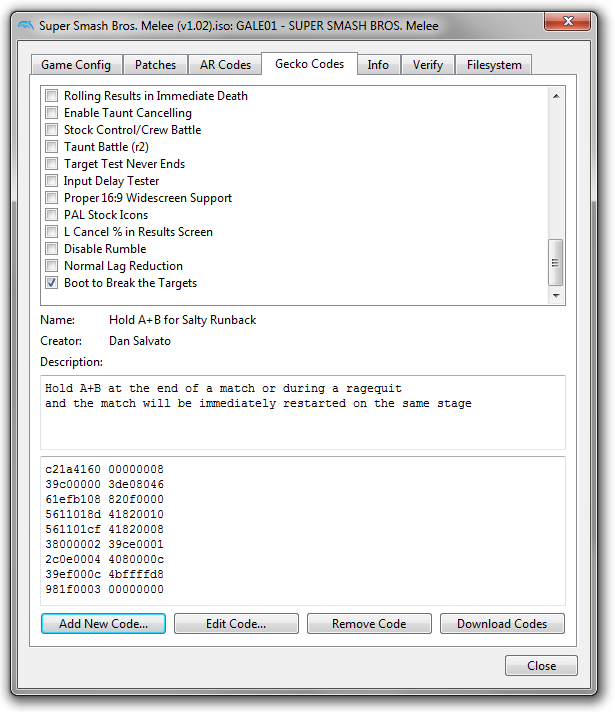 Super Smash Bros. Melee (v1.02).iso: GALE01 - SUPER SMASH BROS. Melee
Game Config Patches AR Codes Gecko Codes Info Verify Filesystem
Rolling Results in Immediate Death
Enable Taunt Cancelling
Stock Control/Crew Battle
Taunt Battle (r2)
Target Test Never Ends
Input Delay Tester
Proper 16:9 Widescreen Support
PAL Stock Icons
L Cancel % in Results Screen
Disable Rumble
Normal Lag Reduction
Boot to Break the Targets
Name: Hold A+B for Salty Runback
Creator: Dan Salvato
Description:
Hold A+B at the end of a match or during a ragequit
and the match will be immediately restarted on the same stage
c21a4160 00000008
39c00000 3de08046
61efb108 820f0000
5611018d 41820010
561101cf 41820008
38000002 39ce0001
2c0e0004 4080000c
39ef000c 4bffffd8
981f0003 00000000
Add New Code... Edit Code... Remove Code Download Codes
Close